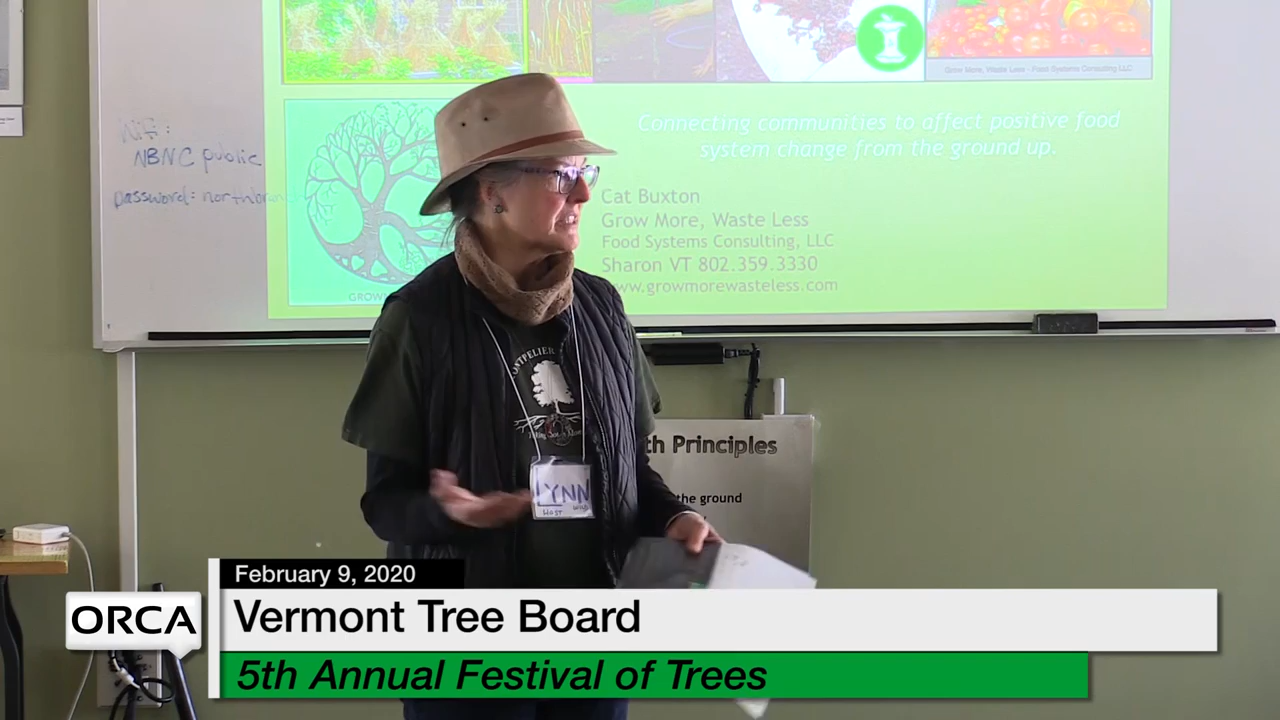 Grow More, Waste Less - Food Systems Consulting LLC
Connecting communities to affect positive food
system change from the ground up.
Wifi:
NBNC public
password:
Cat Buxton
Grow More, Waste Less
Food Systems Consulting, LLC
Sharon VT 802.359.3330
www.growmorewasteless.com
LYNN
HOST
Principles
the ground
February 9, 2020
ORCA
Vermont Tree Board
5th Annual Festival of Trees